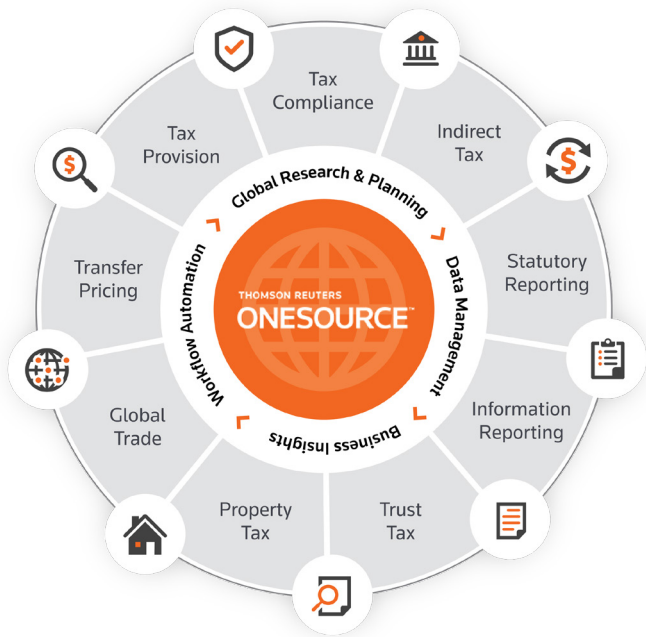 Tax
Compliance
Indirect
Tax
Statutory
Reporting
Information
Reporting
Trust
Tax
Property
Tax
Global
Trade
Transfer
Pricing
Tax
Provision
Global Research & Planning
Data Management
Business Insights
Workflow Automation
THOMSON REUTERS
ONESOURCE™